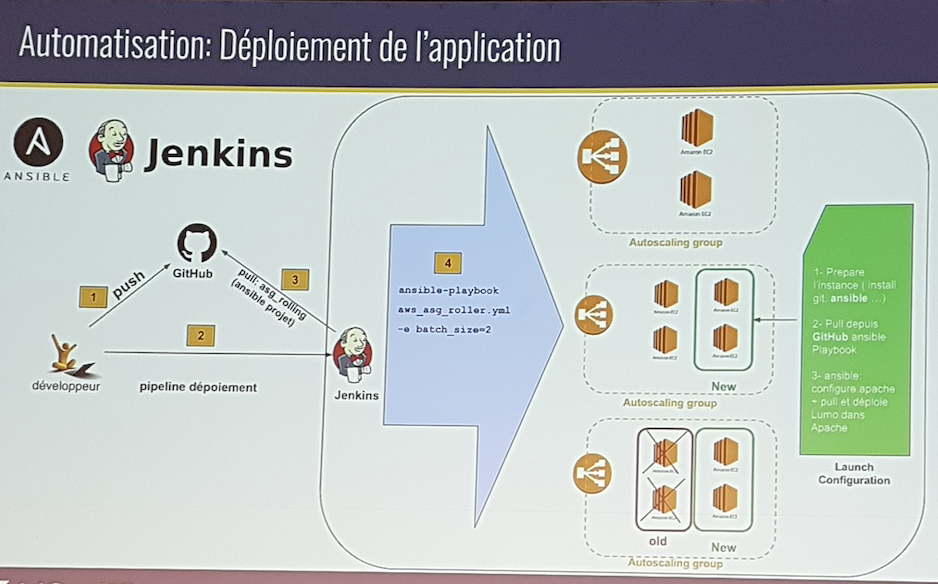 Automatisation: Déploiement de l'application
ANSIBLE
Jenkins
GitHub
1
push
3
pull: asg_rolling
(ansible projet)
2
développeur
pipeline dépoiement
Jenkins
4
ansible-playbook
aws_asg_roller.yml
-e batch_size=2
Amazon EC2
Amazon EC2
Autoscaling group
Amazon EC2
Amazon EC2
Amazon EC2
Amazon EC2
New
Autoscaling group
Amazon EC2
Amazon EC2
Amazon EC2
Amazon EC2
old
New
Autoscaling group
1- Prepare
l'instance ( install
git, ansible ...)
2- Pull depuis
GitHub ansible
Playbook
3- ansible:
configure apache
+ pull et déploie
Lumo dans
Apache
Launch
Configuration